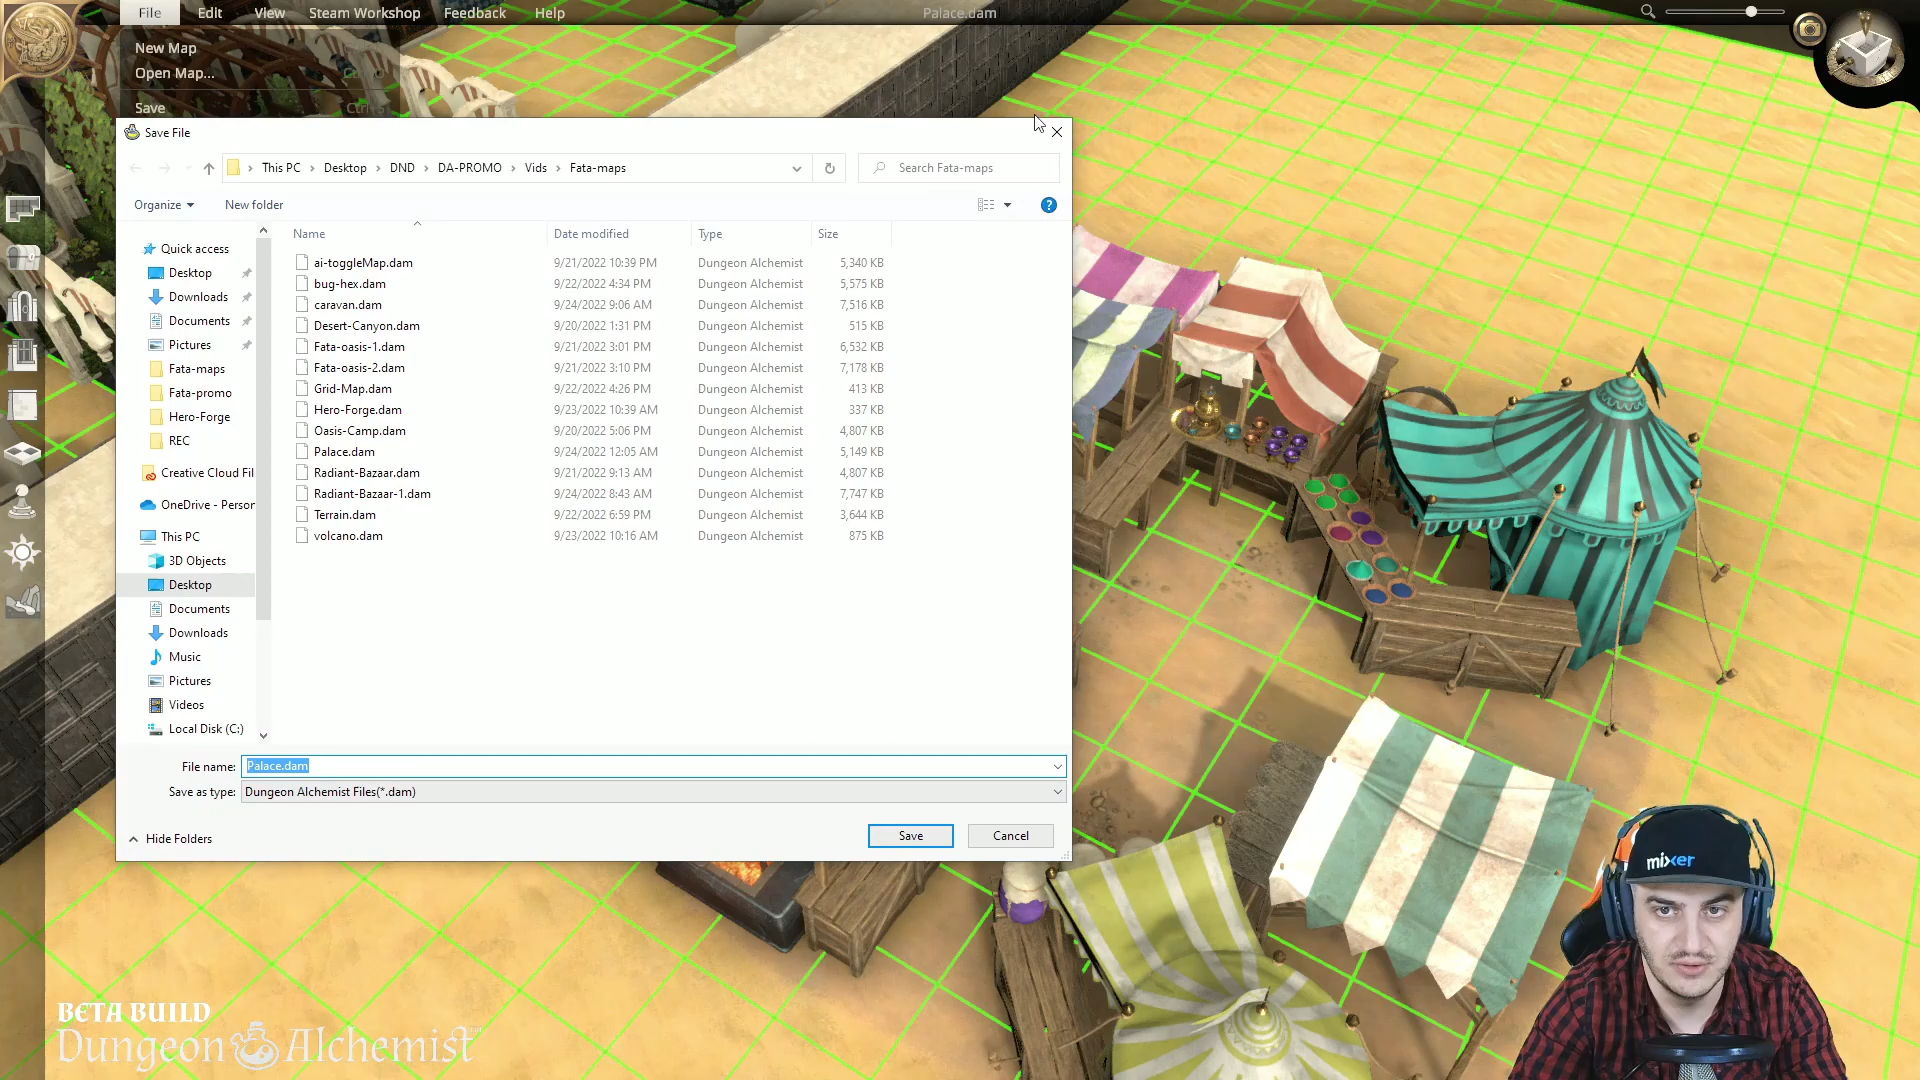 File Edit View Steam Workshop Feedback Help Palace.dam
New Map
Open Map...
Save Ctrl
Save File
This PC Desktop DND DA-PROMO Vids Fata-maps Search Fata-maps
Organize New folder
Name Date modified Type Size
ai-toggleMap.dam 9/21/2022 10:39 PM Dungeon Alchemist 5,340 KB
bug-hex.dam 9/22/2022 4:34 PM Dungeon Alchemist 5,575 KB
caravan.dam 9/24/2022 9:06 AM Dungeon Alchemist 7,516 KB
Desert-Canyon.dam 9/20/2022 1:31 PM Dungeon Alchemist 515 KB
Fata-oasis-1.dam 9/21/2022 3:01 PM Dungeon Alchemist 6,532 KB
Fata-oasis-2.dam 9/21/2022 3:10 PM Dungeon Alchemist 7,178 KB
Grid-Map.dam 9/22/2022 4:26 PM Dungeon Alchemist 413 KB
Hero-Forge.dam 9/23/2022 10:39 AM Dungeon Alchemist 337 KB
Oasis-Camp.dam 9/20/2022 5:06 PM Dungeon Alchemist 4,807 KB
Palace.dam 9/24/2022 12:05 AM Dungeon Alchemist 5,149 KB
Radiant-Bazaar.dam 9/21/2022 9:13 AM Dungeon Alchemist 4,807 KB
Radiant-Bazaar-1.dam 9/24/2022 8:43 AM Dungeon Alchemist 7,747 KB
Terrain.dam 9/22/2022 6:59 PM Dungeon Alchemist 3,644 KB
volcano.dam 9/23/2022 10:16 AM Dungeon Alchemist 875 KB
Quick access
Desktop
Downloads
Documents
Pictures
Fata-maps
Fata-promo
Hero-Forge
REC
Creative Cloud Fil
OneDrive - Person
This PC
3D Objects
Desktop
Documents
Downloads
Music
Pictures
Videos
Local Disk (C:)
File name: Palace.dam
Save as type: Dungeon Alchemist Files(*.dam)
Hide Folders Save Cancel
mixer
BETA BUILD
Dungeon Alchemist™